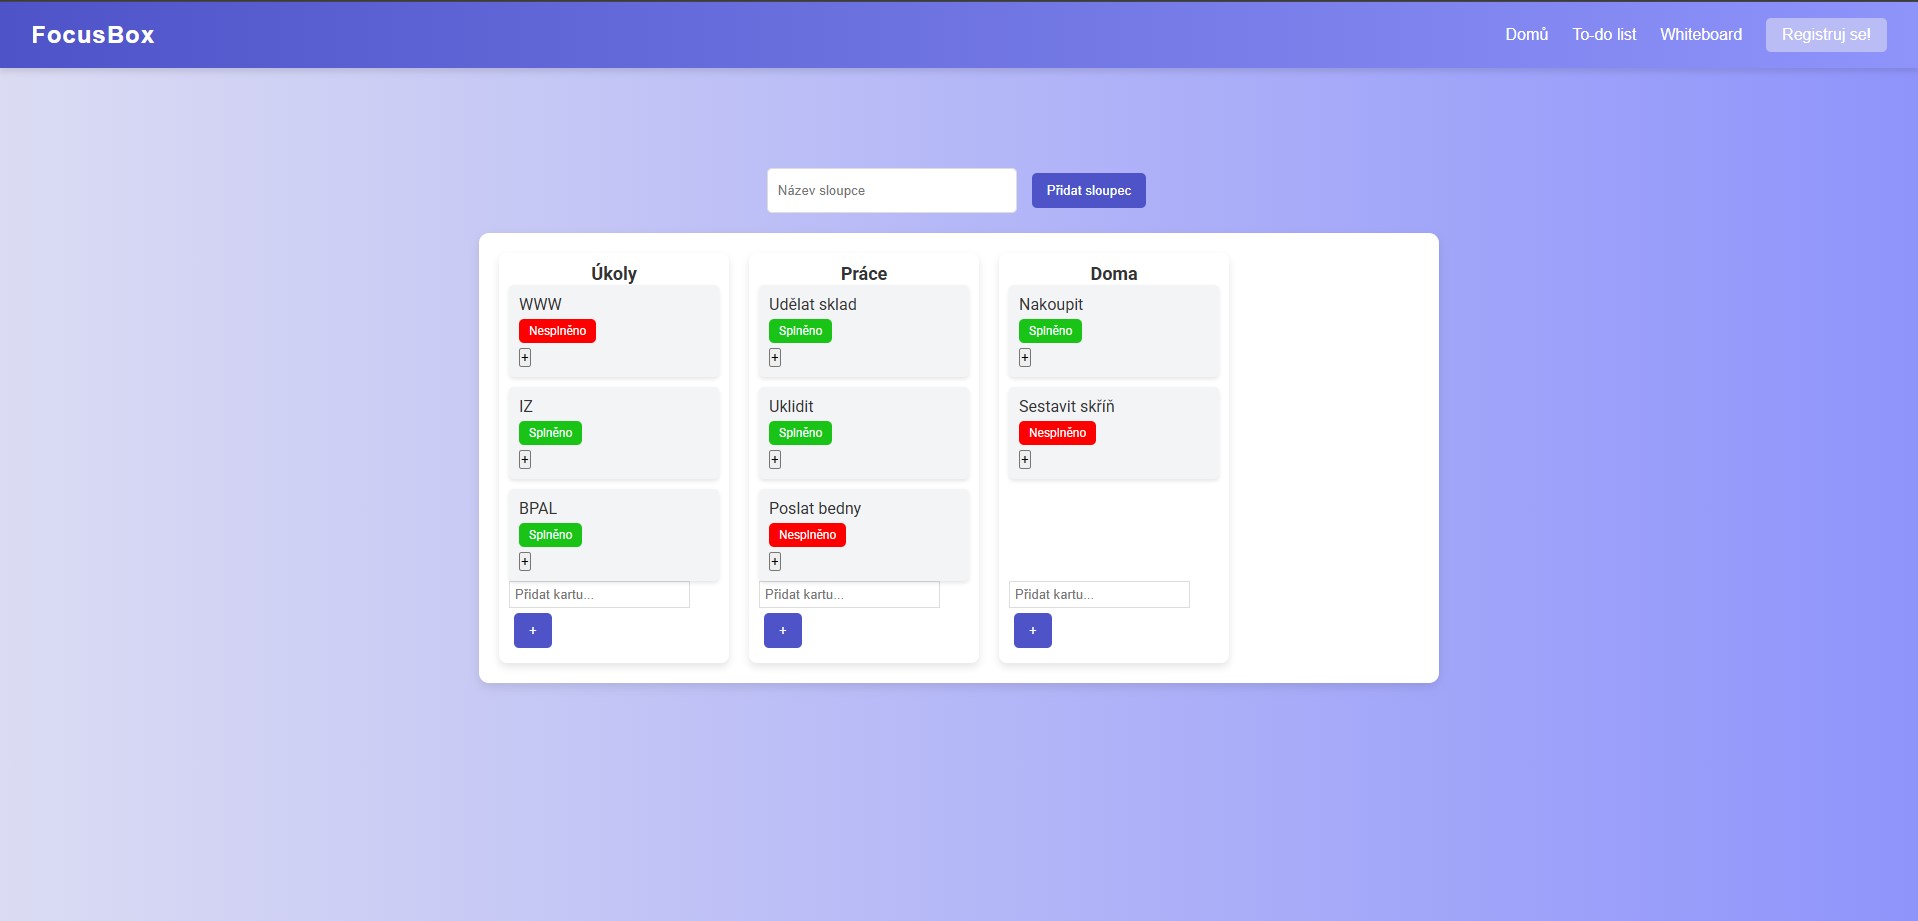 FocusBox
Domů
To-do list
Whiteboard
Registruj se!
Název sloupce
Přidat sloupec
Úkoly
WWW
Nesplněno
+
IZ
Splněno
+
BPAL
Splněno
+
Přidat kartu...
+
Práce
Udělat sklad
Splněno
+
Uklidit
Splněno
+
Poslat bedny
Nesplněno
+
Přidat kartu...
+
Doma
Nakoupit
Splněno
+
Sestavit skříň
Nesplněno
+
Přidat kartu...
+